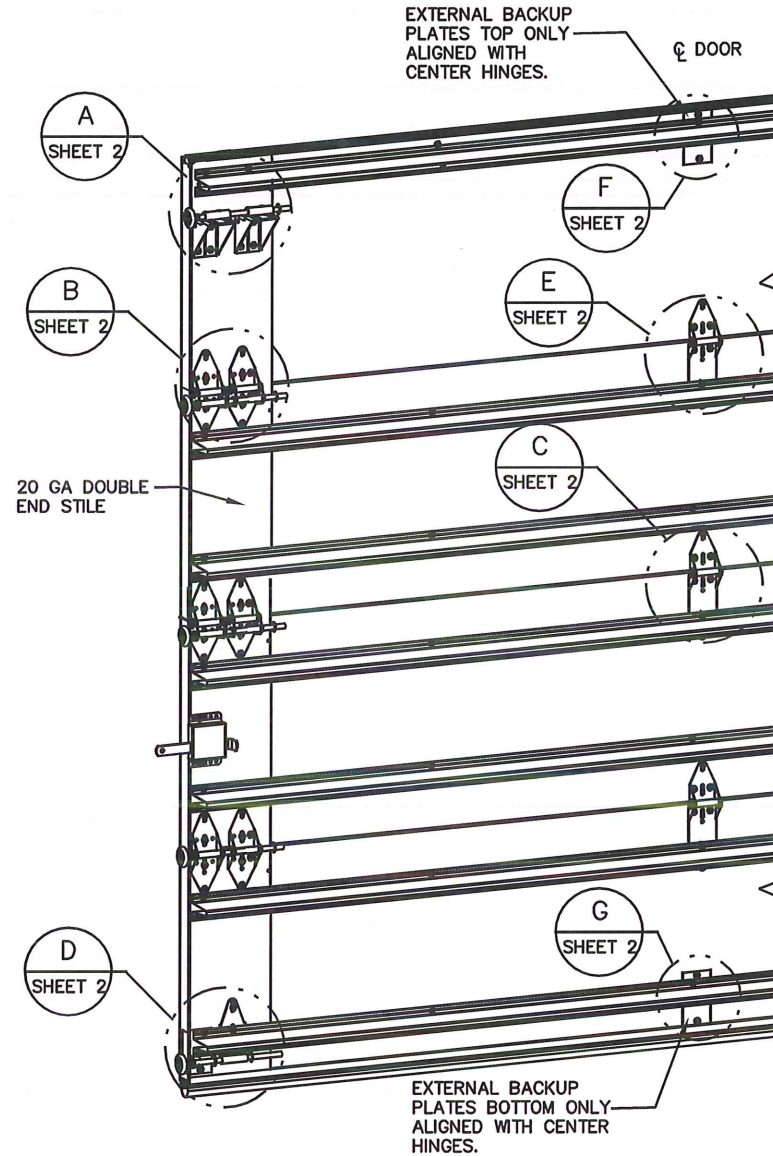 EXTERNAL BACKUP
PLATES TOP ONLY
ALIGNED WITH
CENTER HINGES.
℄ DOOR
A
SHEET 2
F
SHEET 2
B
SHEET 2
E
SHEET 2
C
SHEET 2
20 GA DOUBLE
END STILE
G
SHEET 2
D
SHEET 2
EXTERNAL BACKUP
PLATES BOTTOM ONLY
ALIGNED WITH CENTER
HINGES.